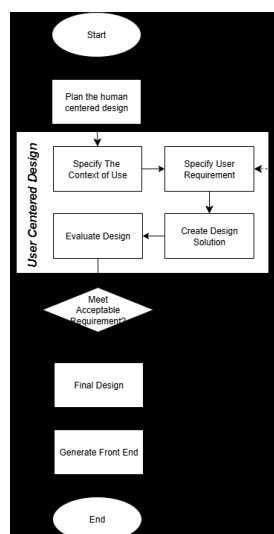 Start
Plan the human
centered design
User Centered Design
Specify The
Context of Use
Specify User
Requirement
Evaluate Design
Create Design
Solution
Meet
Acceptable
Requirement?
Final Design
Generate Front End
End